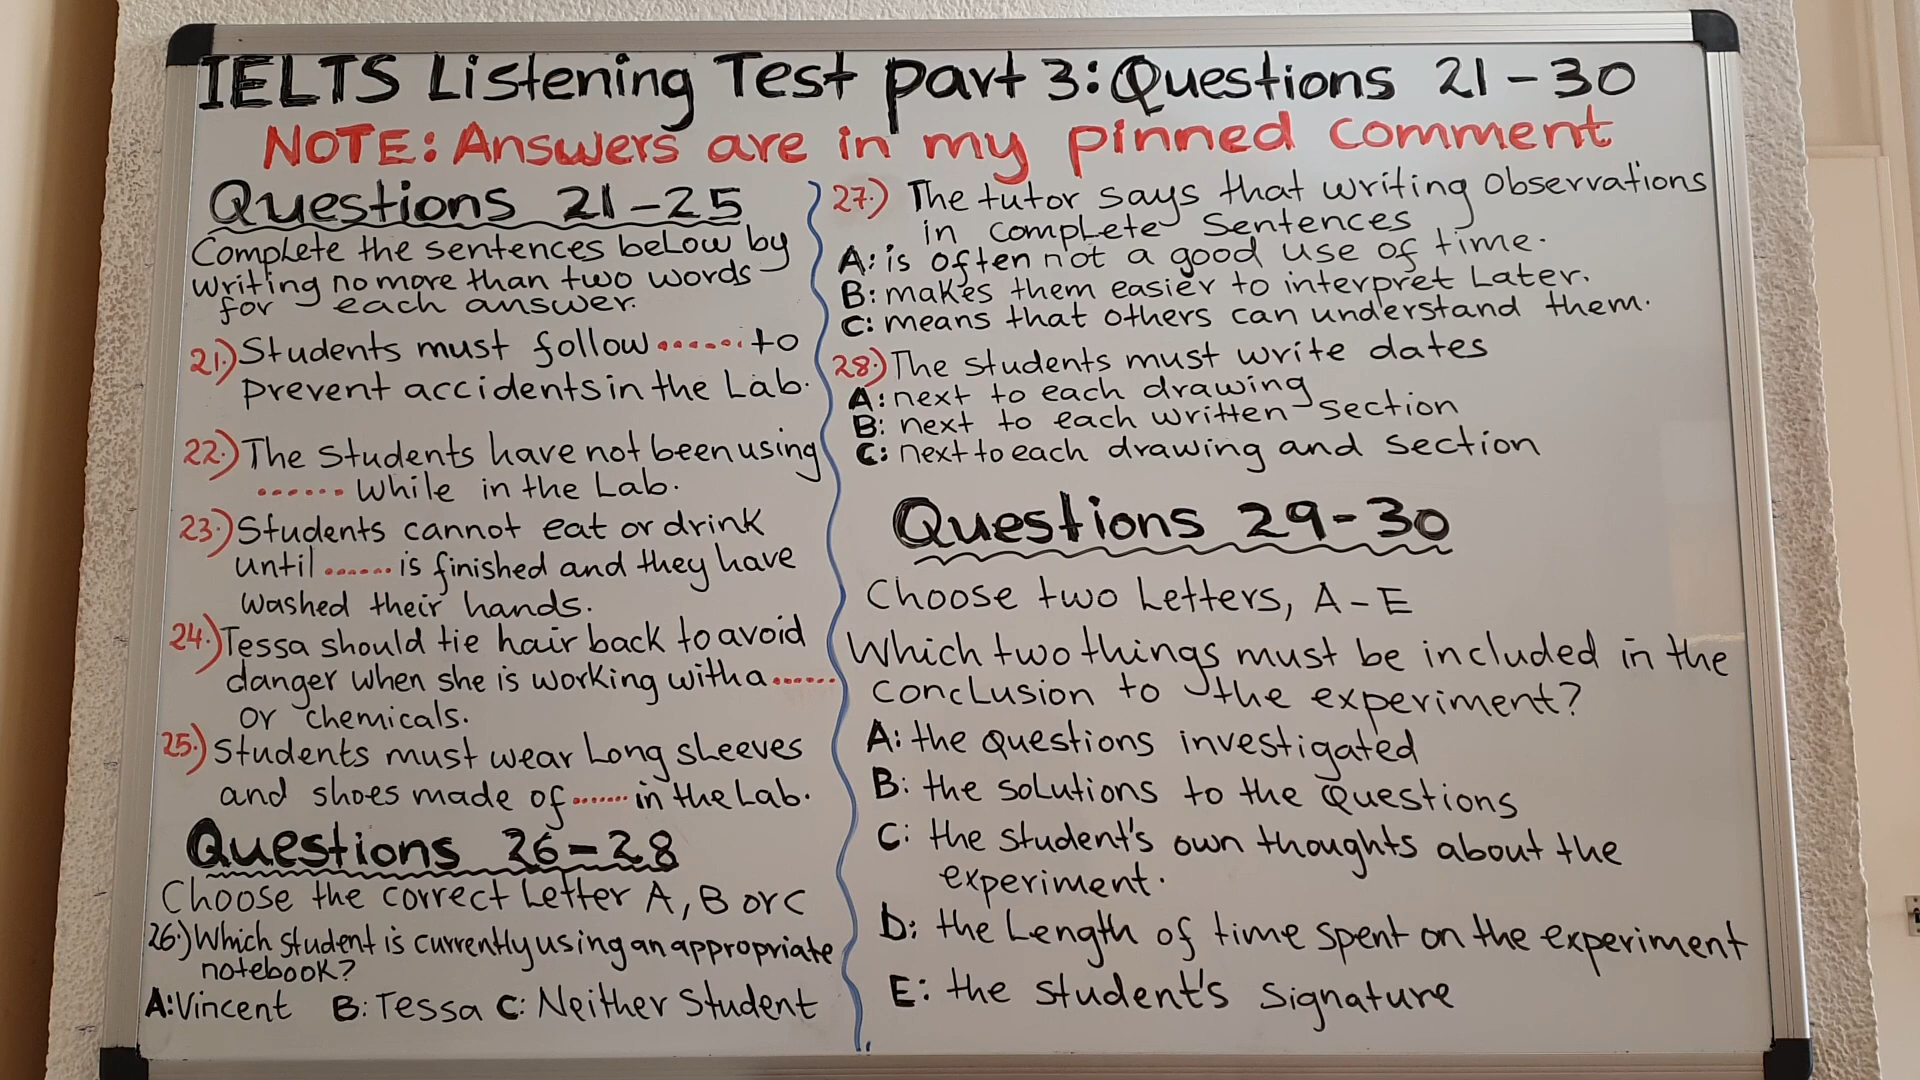 IELTS Listening Test part 3: Questions 21-30
NOTE: Answers are in my pinned comment
Questions 21-25
Complete the sentences below by
writing no more than two words
for each answer.
21.) Students must follow ....... to
prevent accidents in the Lab.
22.) The students have not been using
...... while in the Lab.
23.) Students cannot eat or drink
until ...... is finished and they have
washed their hands.
24.) Tessa should tie hair back to avoid
danger when she is working with a ......
or chemicals.
25.) Students must wear long sleeves
and shoes made of ....... in the Lab.
Questions 26-28
Choose the correct letter A, B or C
26.) Which student is currently using an appropriate
notebook?
A: Vincent B: Tessa C: Neither Student
27.) The tutor says that writing observations
in complete sentences
A: is often not a good use of time.
B: makes them easier to interpret later.
C: means that others can understand them.
28.) The students must write dates
A: next to each drawing
B: next to each written section
C: next to each drawing and section
Questions 29-30
Choose two letters, A-E
Which two things must be included in the
conclusion to the experiment?
A: the questions investigated
B: the solutions to the questions
C: the student's own thoughts about the
experiment.
D: the length of time spent on the experiment
E: the student's signature